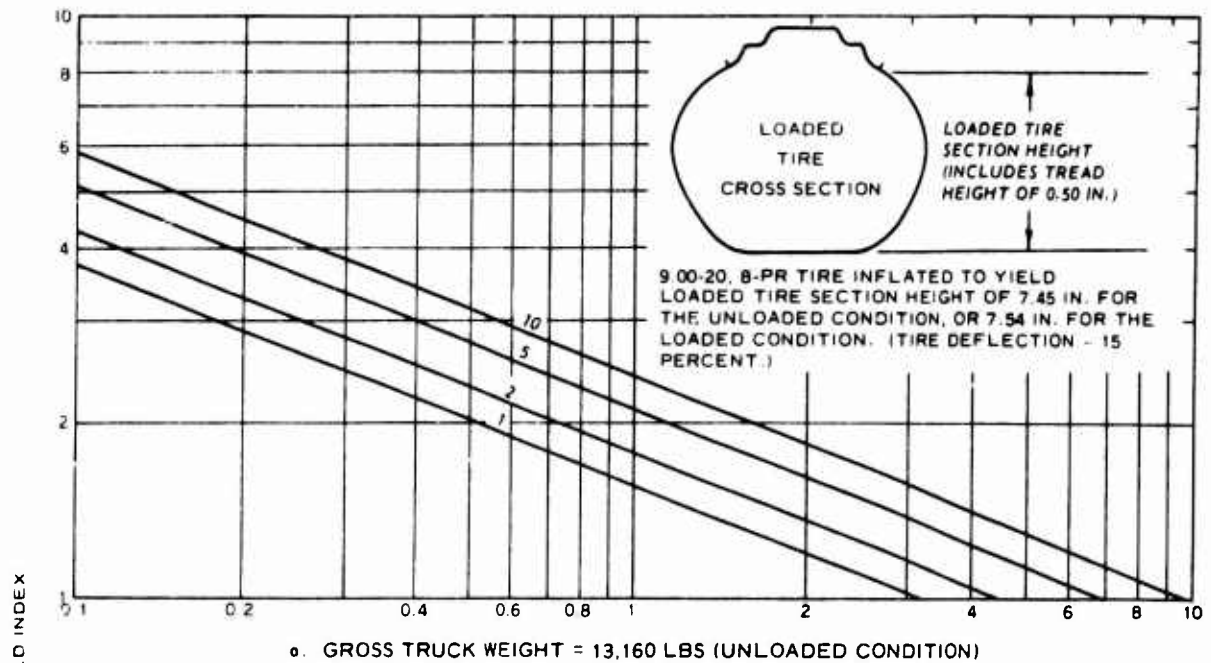 10
8
6
4
2
1
LOADED
TIRE
CROSS SECTION
LOADED TIRE
SECTION HEIGHT
(INCLUDES TREAD
HEIGHT OF 0.50 IN.)
9.00-20, 8-PR TIRE INFLATED TO YIELD
LOADED TIRE SECTION HEIGHT OF 7.45 IN. FOR
THE UNLOADED CONDITION, OR 7.54 IN. FOR THE
LOADED CONDITION. (TIRE DEFLECTION - 15
PERCENT.)
10
5
2
1
0.1 0.2 0.4 0.6 0.8 1 2 4 6 8 10
INDEX
a. GROSS TRUCK WEIGHT = 13,160 LBS (UNLOADED CONDITION)